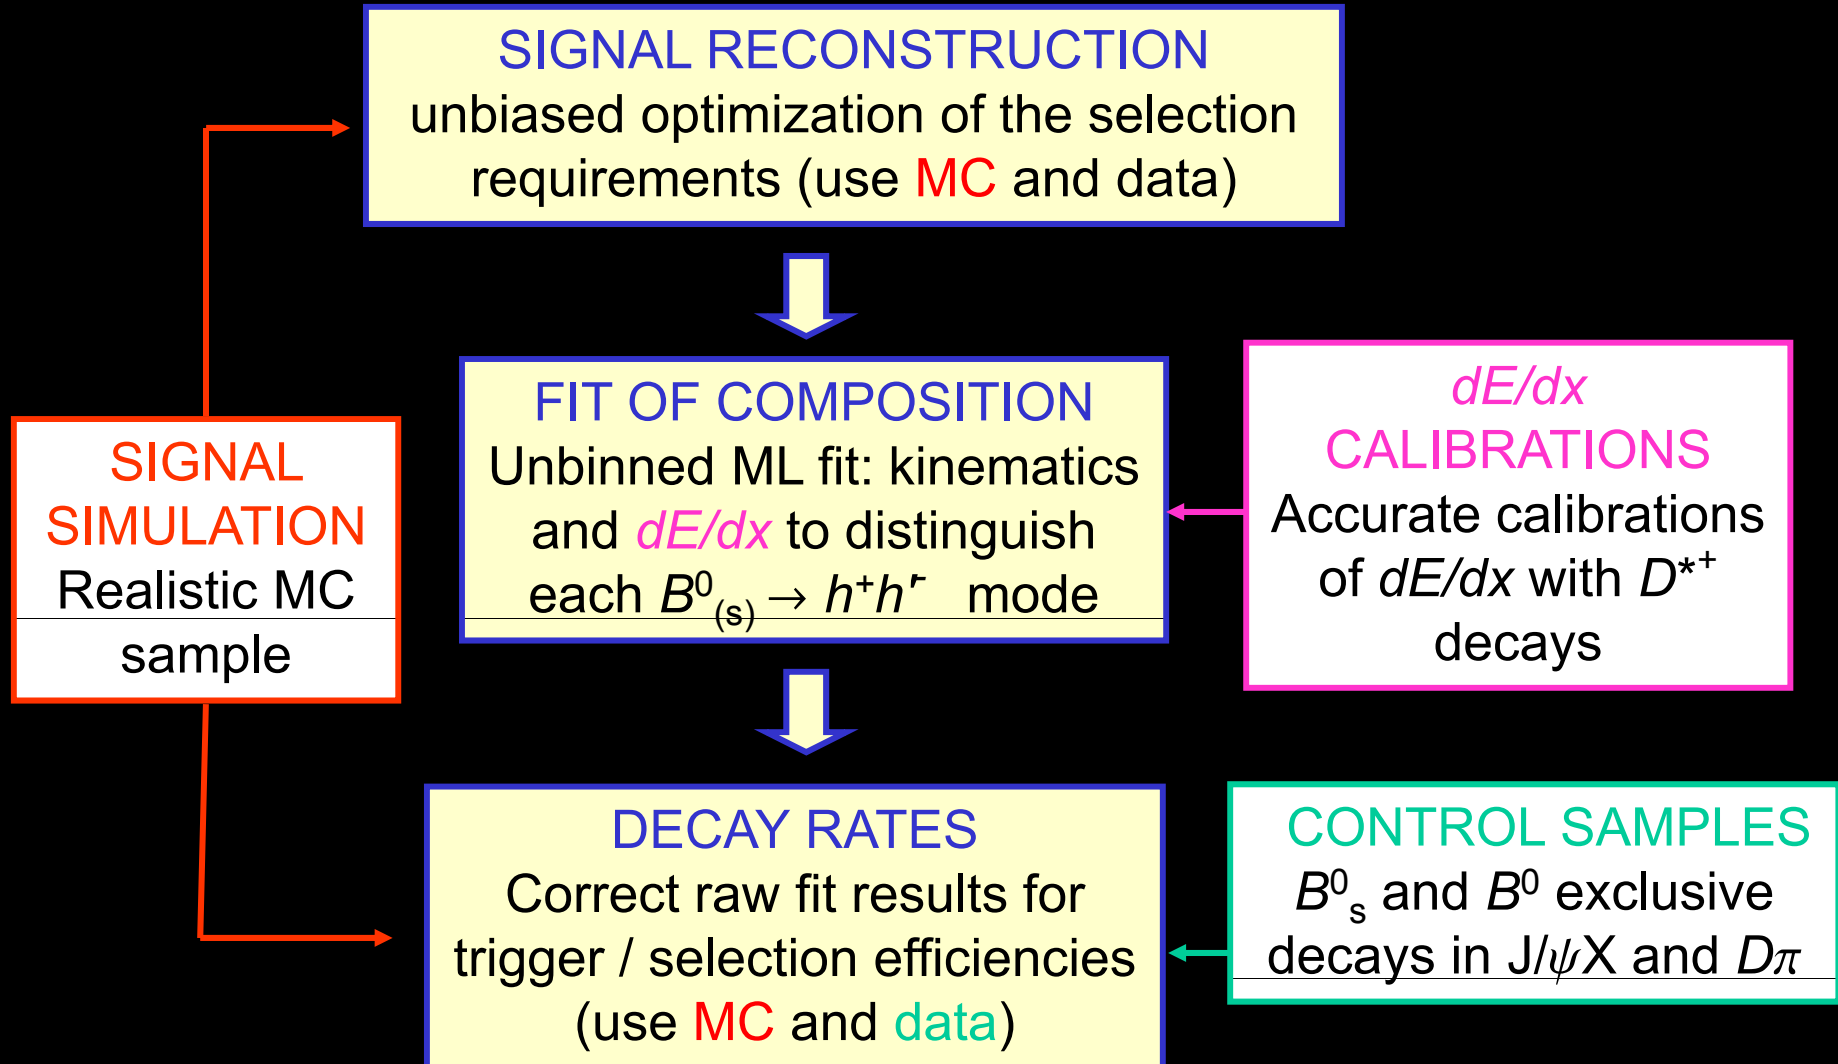 SIGNAL RECONSTRUCTION
unbiased optimization of the selection
requirements (use MC and data)
FIT OF COMPOSITION
Unbinned ML fit: kinematics
and dE/dx to distinguish
each B⁰₍ₛ₎ → h⁺h'⁻ mode
dE/dx
CALIBRATIONS
Accurate calibrations
of dE/dx with D*⁺
decays
SIGNAL
SIMULATION
Realistic MC
sample
DECAY RATES
Correct raw fit results for
trigger / selection efficiencies
(use MC and data)
CONTROL SAMPLES
B⁰ₛ and B⁰ exclusive
decays in J/ψX and Dπ